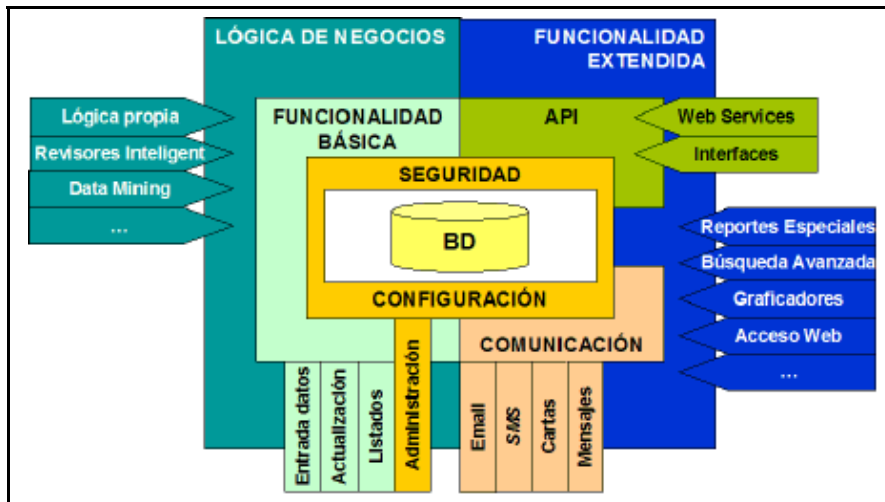 LÓGICA DE NEGOCIOS
FUNCIONALIDAD
EXTENDIDA
Lógica propia
Revisores Inteligent
Data Mining
...
FUNCIONALIDAD
BÁSICA
API
Web Services
Interfaces
SEGURIDAD
BD
CONFIGURACIÓN
Reportes Especiales
Búsqueda Avanzada
Graficadores
Acceso Web
...
COMUNICACIÓN
Entrada datos
Actualización
Listados
Administración
Email
SMS
Cartas
Mensajes